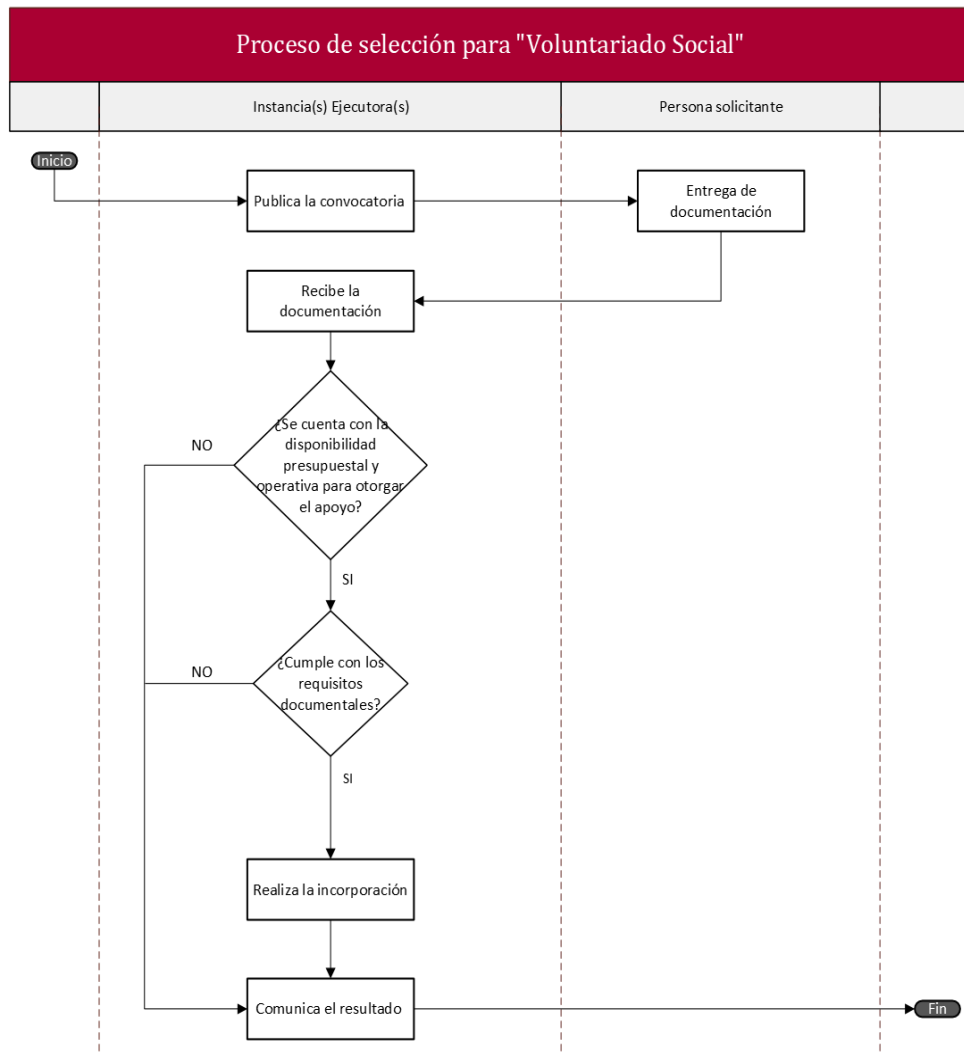 Proceso de selección para "Voluntariado Social"
Instancia(s) Ejecutora(s)
Persona solicitante
Inicio
Publica la convocatoria
Entrega de
documentación
Recibe la
documentación
¿Se cuenta con la
disponibilidad
presupuestal y
operativa para otorgar
el apoyo?
NO
SI
¿Cumple con los
requisitos
documentales?
NO
SI
Realiza la incorporación
Comunica el resultado
Fin